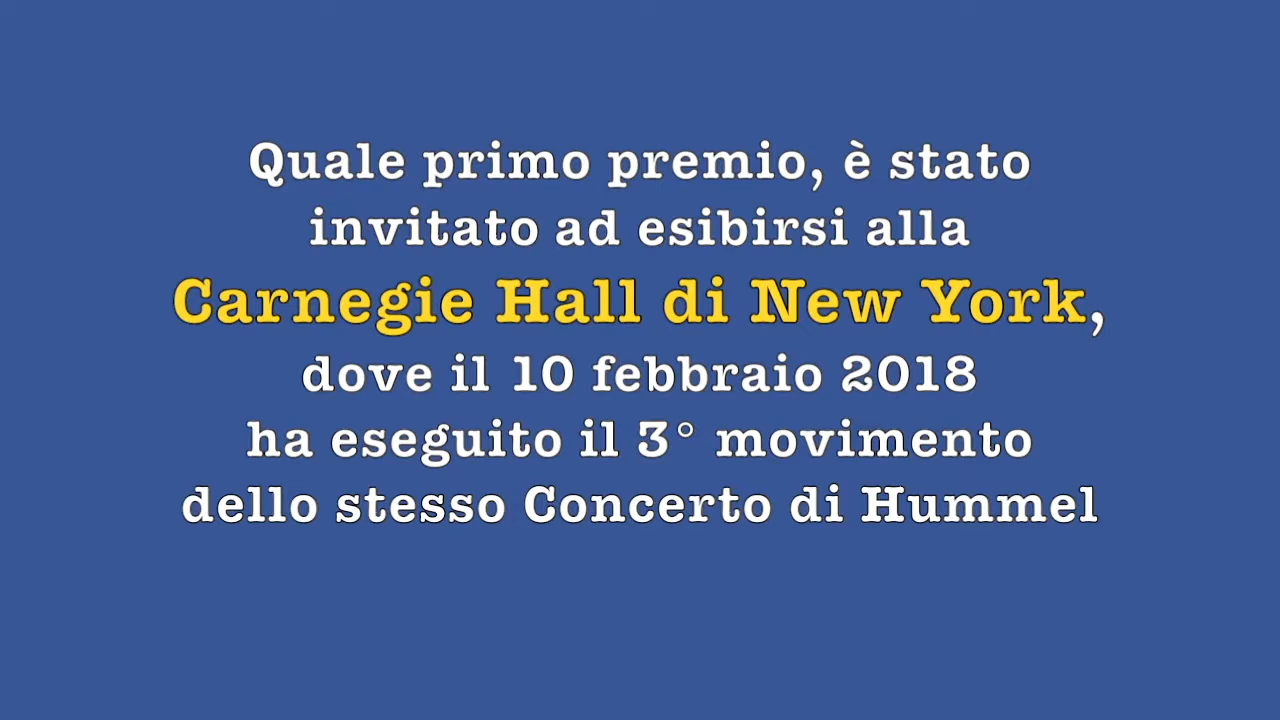 Quale primo premio, è stato
invitato ad esibirsi alla
Carnegie Hall di New York,
dove il 10 febbraio 2018
ha eseguito il 3° movimento
dello stesso Concerto di Hummel